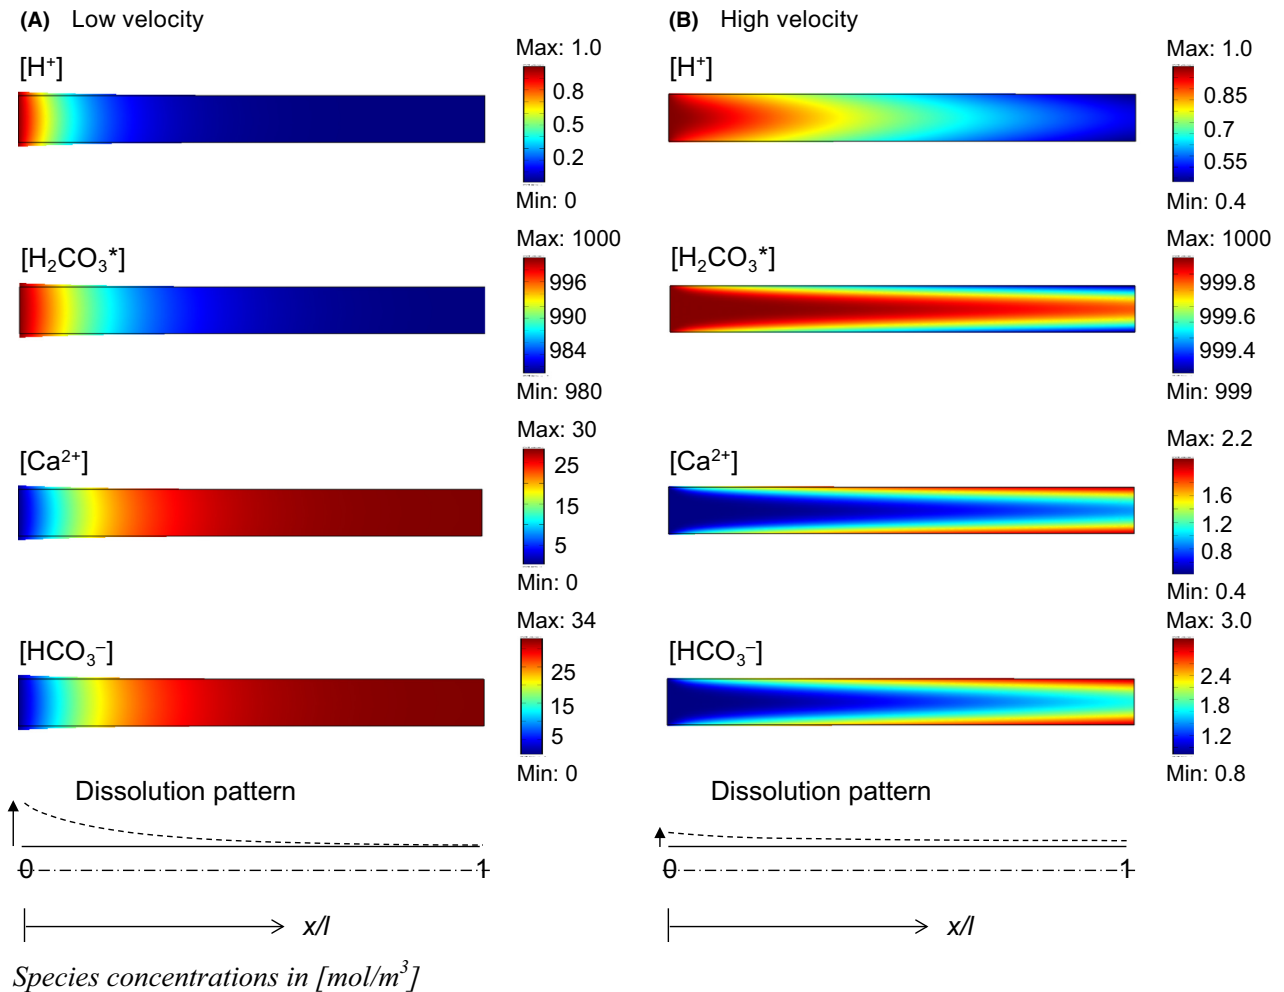 (A) Low velocity
[H⁺]
Max: 1.0
0.8
0.5
0.2
Min: 0
[H₂CO₃*]
Max: 1000
996
990
984
Min: 980
[Ca²⁺]
Max: 30
25
15
5
Min: 0
[HCO₃⁻]
Max: 34
25
15
5
Min: 0
Dissolution pattern
0 1
x/l
(B) High velocity
[H⁺]
Max: 1.0
0.85
0.7
0.55
Min: 0.4
[H₂CO₃*]
Max: 1000
999.8
999.6
999.4
Min: 999
[Ca²⁺]
Max: 2.2
1.6
1.2
0.8
Min: 0.4
[HCO₃⁻]
Max: 3.0
2.4
1.8
1.2
Min: 0.8
Dissolution pattern
0 1
x/l
Species concentrations in [mol/m³]